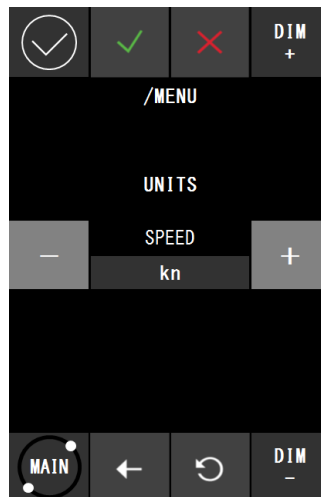 DIM
+
/MENU
UNITS
SPEED
−
+
kn
MAIN
DIM
−